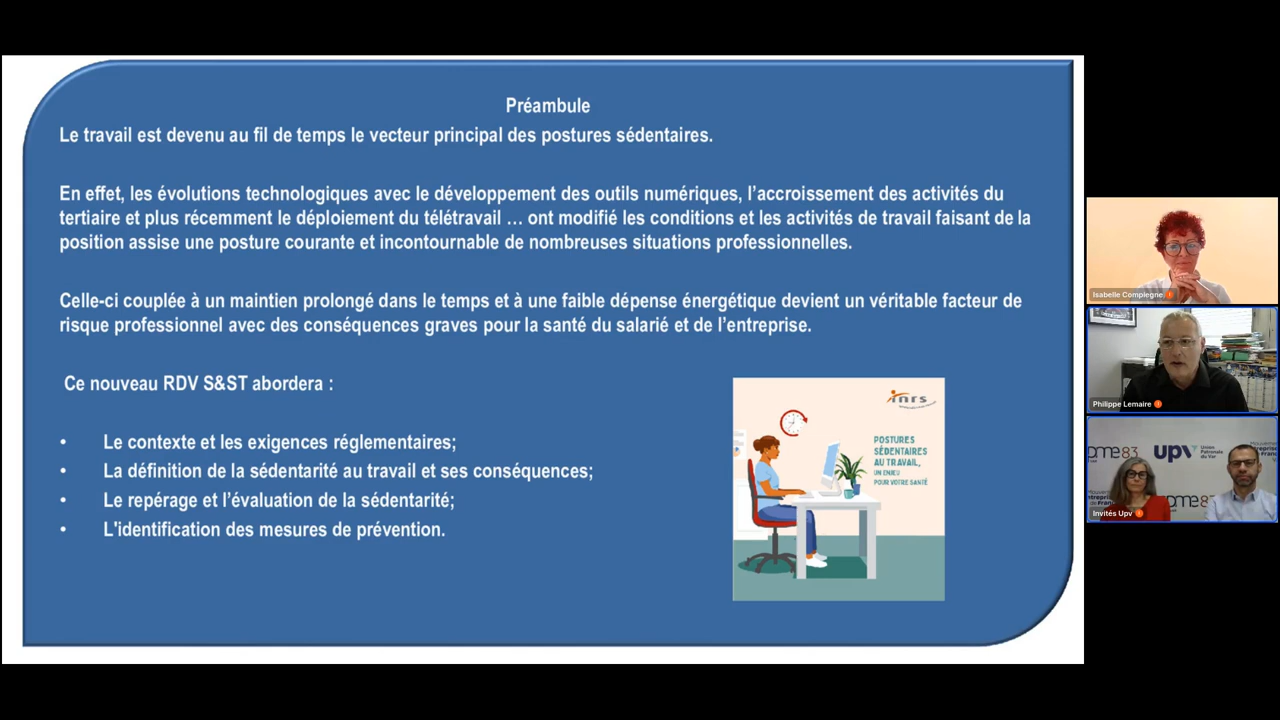 Préambule
Le travail est devenu au fil de temps le vecteur principal des postures sédentaires.
En effet, les évolutions technologiques avec le développement des outils numériques, l'accroissement des activités du
tertiaire et plus récemment le déploiement du télétravail … ont modifié les conditions et les activités de travail faisant de la
position assise une posture courante et incontournable de nombreuses situations professionnelles.
Celle-ci couplée à un maintien prolongé dans le temps et à une faible dépense énergétique devient un véritable facteur de
risque professionnel avec des conséquences graves pour la santé du salarié et de l'entreprise.
Ce nouveau RDV S&ST abordera :
• Le contexte et les exigences réglementaires;
• La définition de la sédentarité au travail et ses conséquences;
• Le repérage et l'évaluation de la sédentarité;
• L'identification des mesures de prévention.
inrs
POSTURES
SÉDENTAIRES
AU TRAVAIL,
UN ENJEU
POUR VOTRE SANTÉ
Isabelle Compiegne
Philippe Lemaire
pme83
upv
Union
Patronale
du Var
Invités Upv